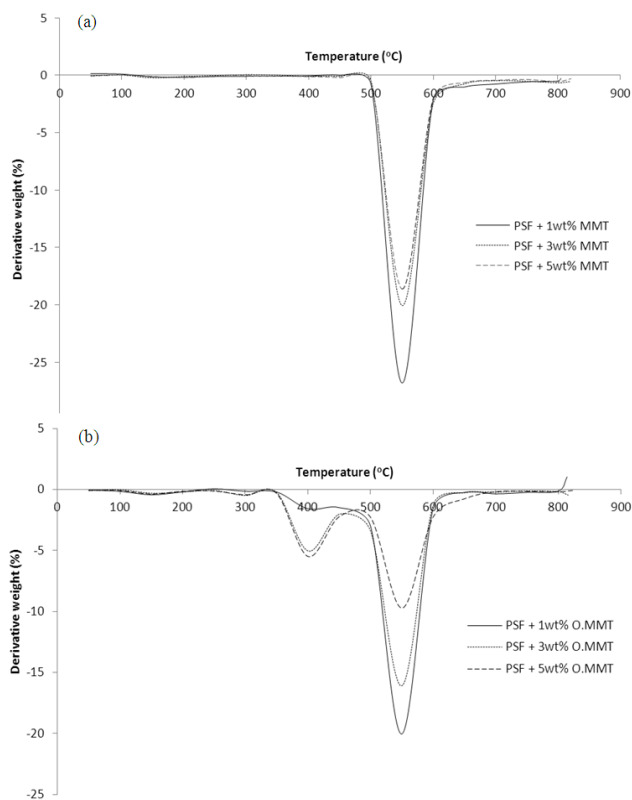 (a)
5
Temperature (°C)
0
0 100 200 300 400 500 600 700 800 900
-5
-10
-15
-20
-25
Derivative weight (%)
PSF + 1wt% MMT
PSF + 3wt% MMT
PSF + 5wt% MMT
(b)
5
Temperature (°C)
0
0 100 200 300 400 500 600 700 800 900
-5
-10
-15
-20
-25
Derivative weight (%)
PSF + 1wt% O.MMT
PSF + 3wt% O.MMT
PSF + 5wt% O.MMT